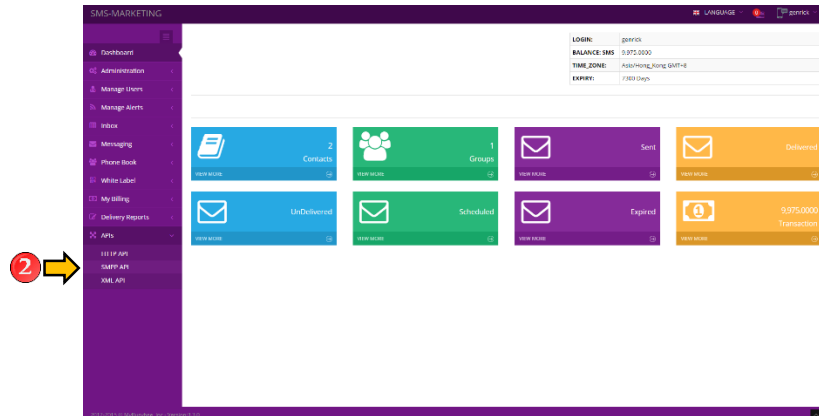 SMS-MARKETING
LANGUAGE
genrick
LOGIN: genrick
BALANCE: SMS 9,975.0000
TIME_ZONE: Asia/Hong_Kong GMT+8
EXPIRY: Days
Dashboard
Administration
Manage Users
Manage Alerts
Inbox
Messaging
Phone Book
White Label
My Billing
Delivery Reports
APIs
HTTP API
SMPP API
XML API
2
2
Contacts
VIEW MORE
1
Groups
VIEW MORE
Sent
VIEW MORE
Delivered
VIEW MORE
UnDelivered
VIEW MORE
Scheduled
VIEW MORE
Expired
VIEW MORE
9,975.0000
Transaction
VIEW MORE